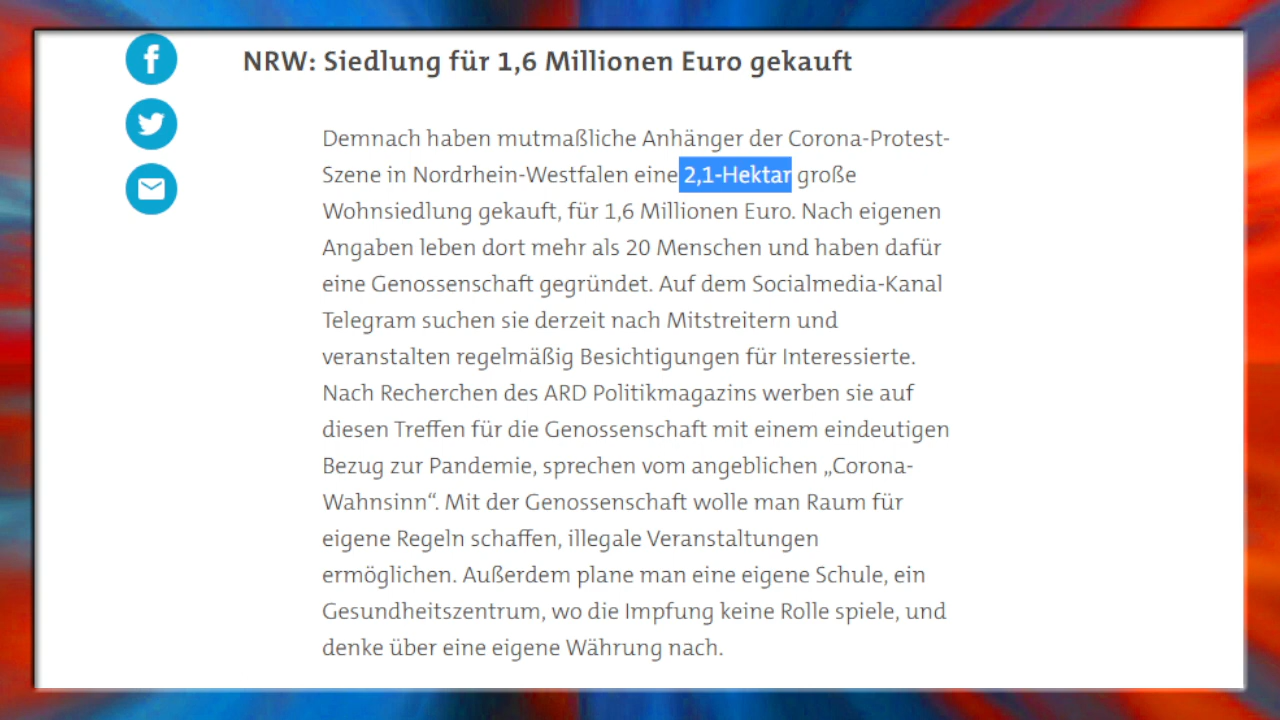 NRW: Siedlung für 1,6 Millionen Euro gekauft
Demnach haben mutmaßliche Anhänger der Corona-Protest-
Szene in Nordrhein-Westfalen eine 2,1-Hektar große
Wohnsiedlung gekauft, für 1,6 Millionen Euro. Nach eigenen
Angaben leben dort mehr als 20 Menschen und haben dafür
eine Genossenschaft gegründet. Auf dem Socialmedia-Kanal
Telegram suchen sie derzeit nach Mitstreitern und
veranstalten regelmäßig Besichtigungen für Interessierte.
Nach Recherchen des ARD Politikmagazins werben sie auf
diesen Treffen für die Genossenschaft mit einem eindeutigen
Bezug zur Pandemie, sprechen vom angeblichen „Corona-
Wahnsinn“. Mit der Genossenschaft wolle man Raum für
eigene Regeln schaffen, illegale Veranstaltungen
ermöglichen. Außerdem plane man eine eigene Schule, ein
Gesundheitszentrum, wo die Impfung keine Rolle spiele, und
denke über eine eigene Währung nach.